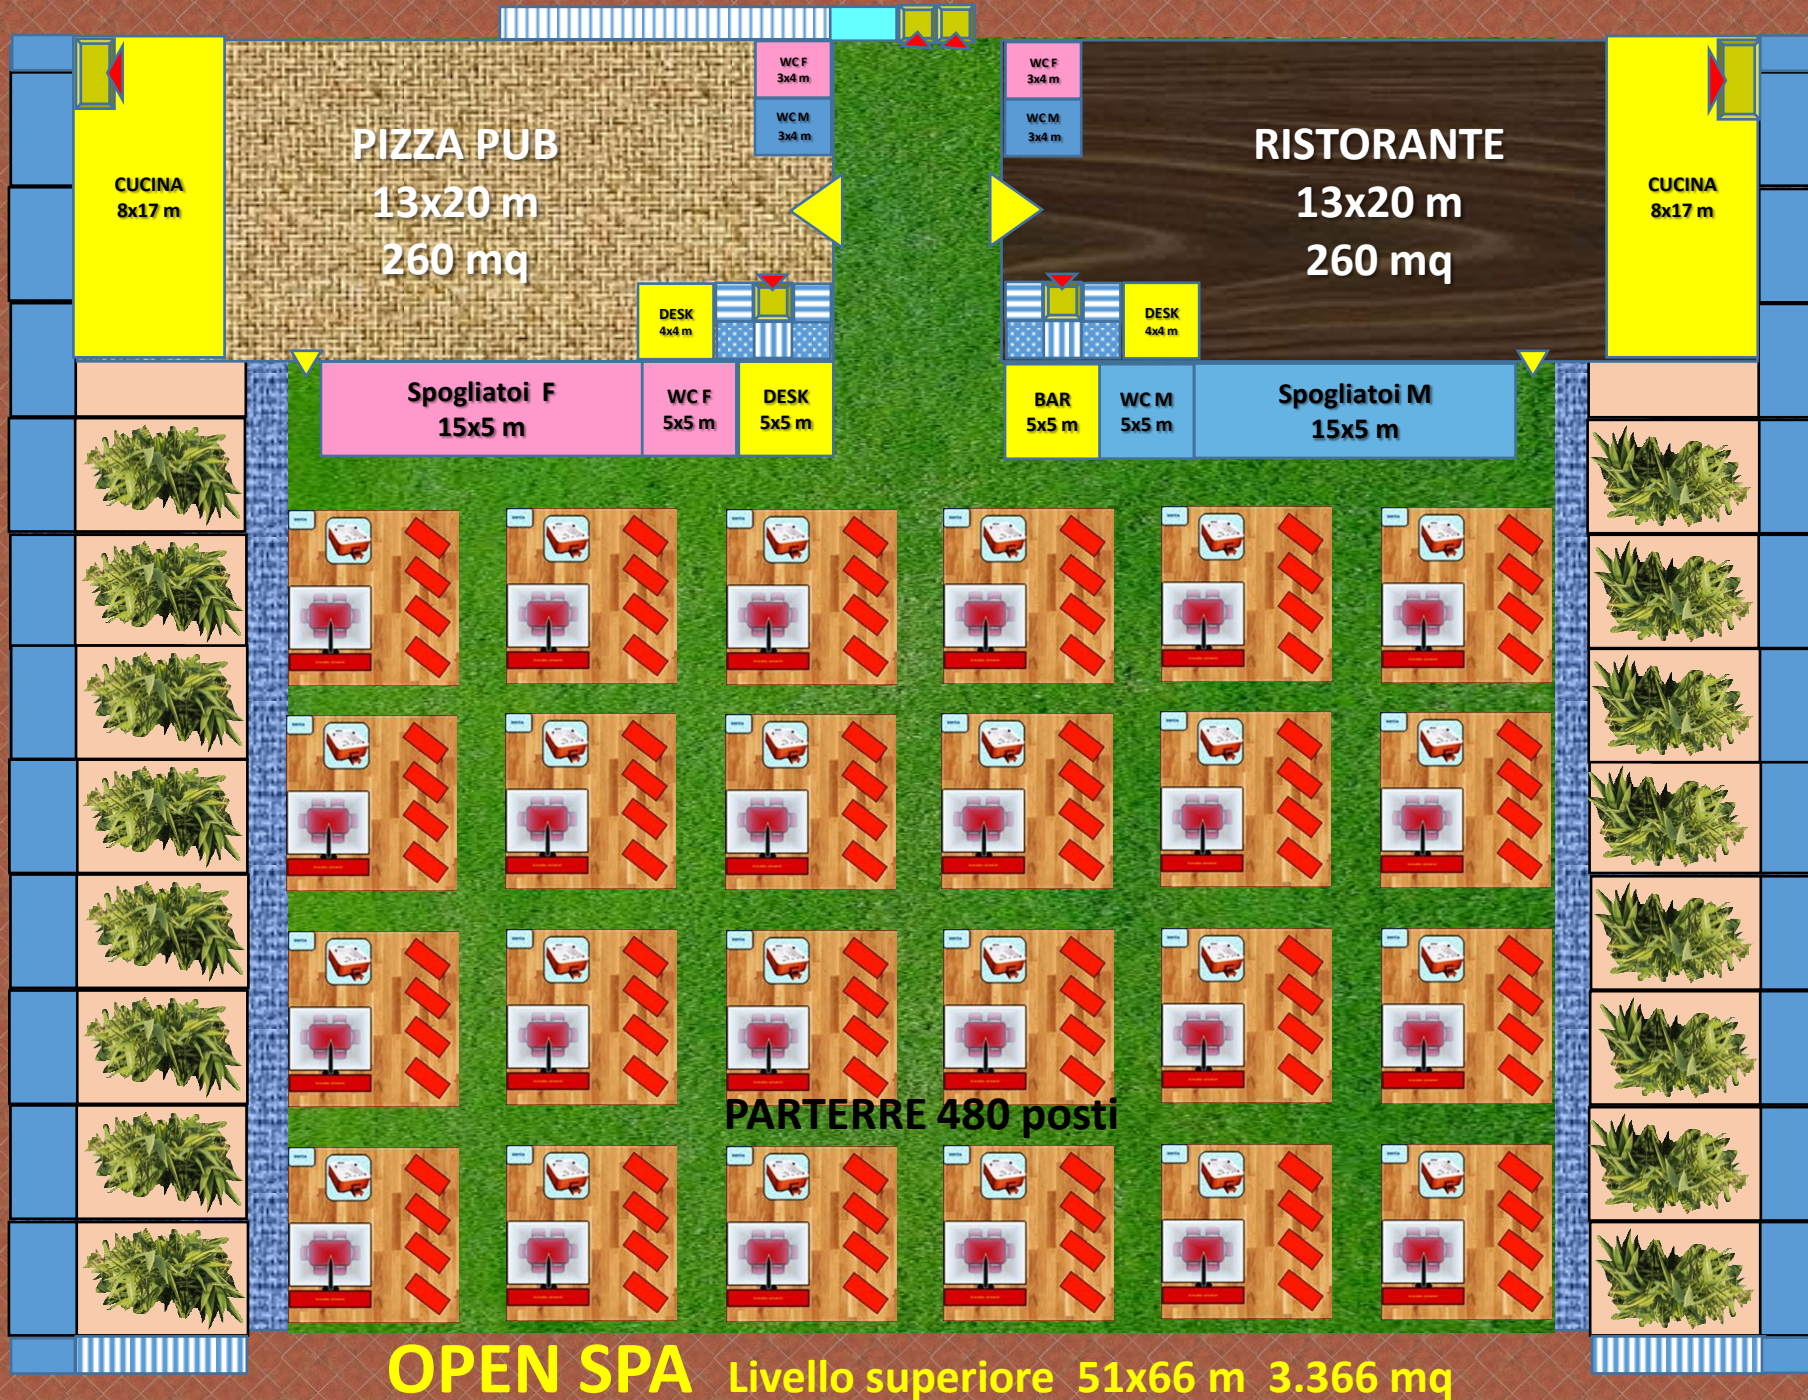 WC F
3x4 m
WC M
3x4 m
WC F
3x4 m
WC M
3x4 m
CUCINA
8x17 m
PIZZA PUB
13x20 m
260 mq
RISTORANTE
13x20 m
260 mq
CUCINA
8x17 m
DESK
4x4 m
DESK
4x4 m
Spogliatoi F
15x5 m
WC F
5x5 m
DESK
5x5 m
BAR
5x5 m
WC M
5x5 m
Spogliatoi M
15x5 m
PARTERRE 480 posti
OPEN SPA Livello superiore 51x66 m 3.366 mq